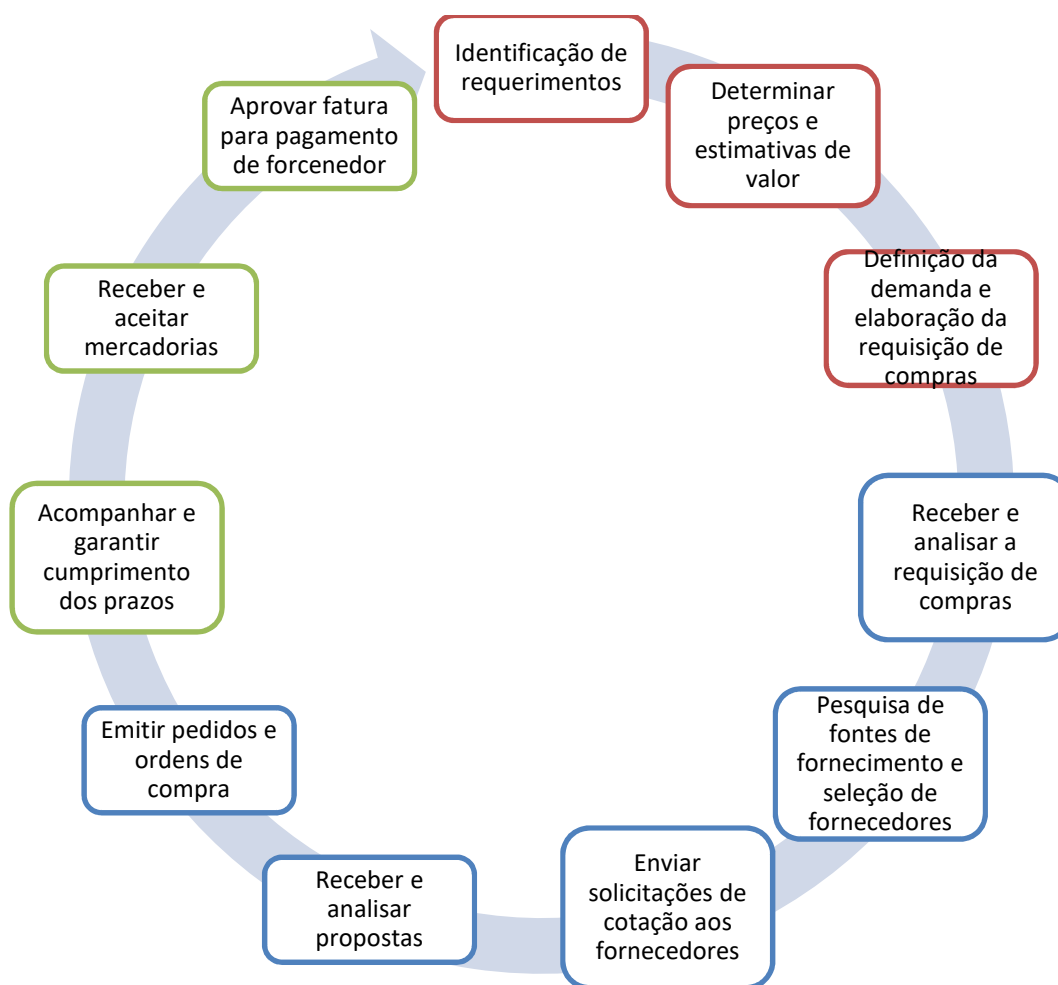 Identificação de
requerimentos
Determinar
preços e
estimativas de
valor
Definição da
demanda e
elaboração da
requisição de
compras
Receber e
analisar a
requisição de
compras
Pesquisa de
fontes de
fornecimento e
seleção de
fornecedores
Enviar
solicitações de
cotação aos
fornecedores
Receber e
analisar
propostas
Emitir pedidos e
ordens de
compra
Acompanhar e
garantir
cumprimento
dos prazos
Receber e
aceitar
mercadorias
Aprovar fatura
para pagamento
de forcenedor